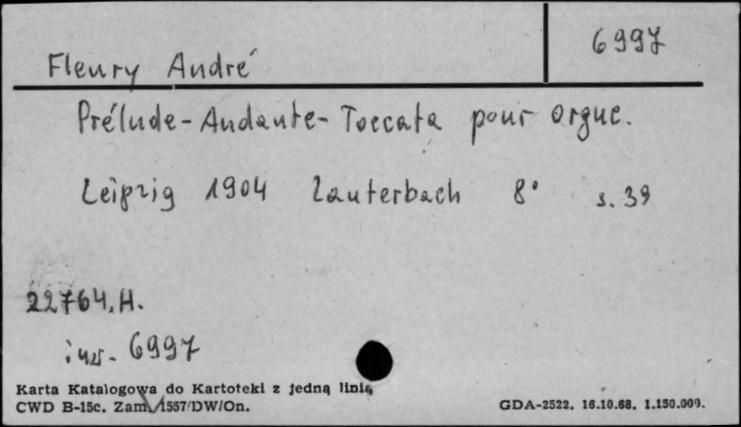 6997
Fleury André
Prélude-Andante-Toccata pour orgue.
Leipzig 1904 Lauterbach 8° s. 39
22764.H.
inw. 6997
Karta Katalogowa do Kartoteki z jedną linią
CWD B-15c. Zam. 1557/DW/On.
GDA-2522. 16.10.68. 1.150.000.